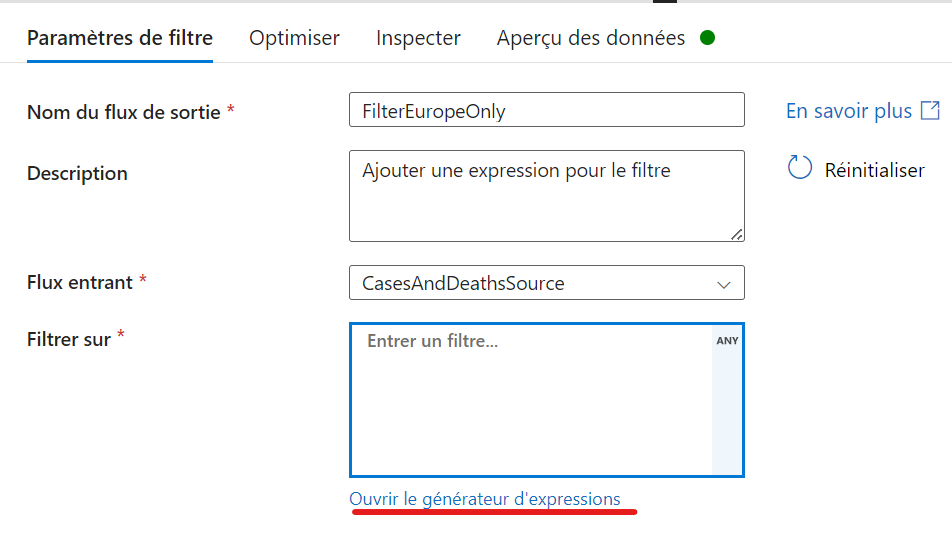 Paramètres de filtre Optimiser Inspecter Aperçu des données
Nom du flux de sortie * FilterEuropeOnly En savoir plus
Description Ajouter une expression pour le filtre Réinitialiser
Flux entrant * CasesAndDeathsSource
Filtrer sur * Entrer un filtre... ANY
Ouvrir le générateur d'expressions